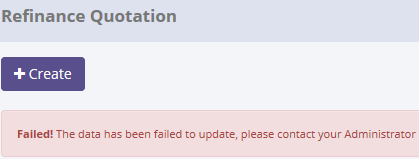 Refinance Quotation
+ Create
Failed! The data has been failed to update, please contact your Administrator